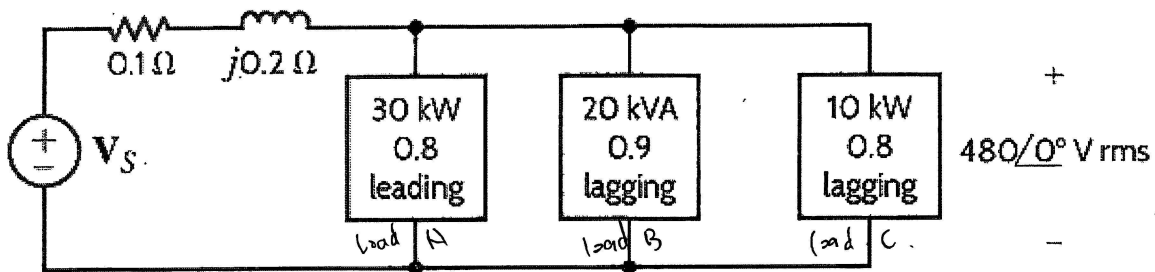 0.1 Ω
j0.2 Ω
+
−
V_S.
30 kW
0.8
leading
20 kVA
0.9
lagging
10 kW
0.8
lagging
+
480/0° V rms
−
load A
load B
load C.